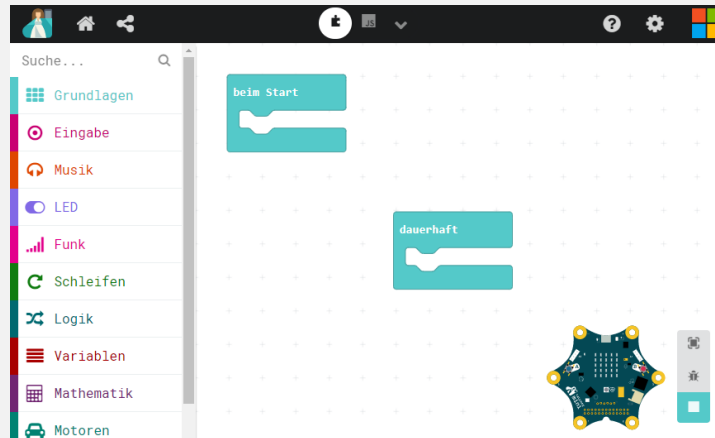 JS
Suche...
Grundlagen
Eingabe
Musik
LED
Funk
Schleifen
Logik
Variablen
Mathematik
Motoren
beim Start
dauerhaft